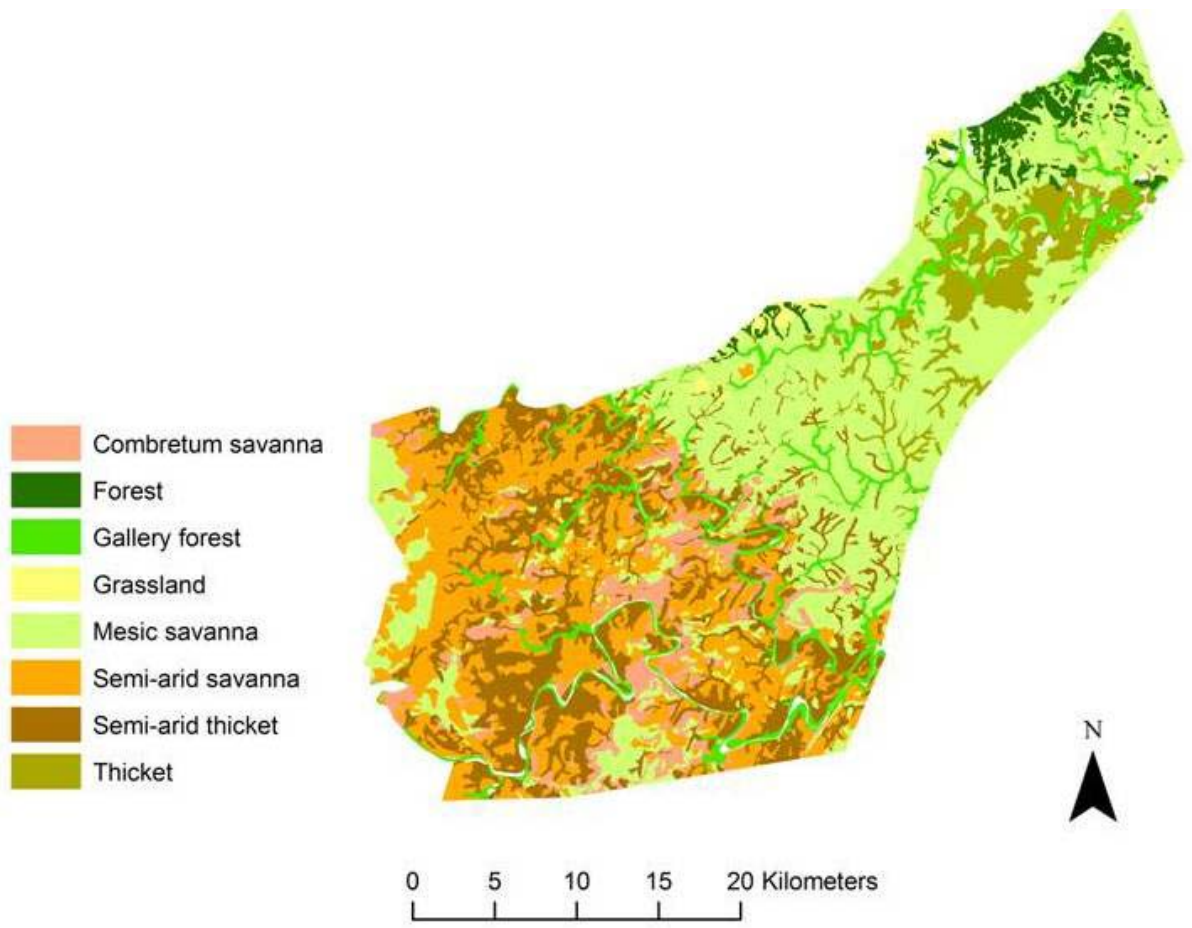 Combretum savanna
Forest
Gallery forest
Grassland
Mesic savanna
Semi-arid savanna
Semi-arid thicket
Thicket
N
0 5 10 15 20 Kilometers